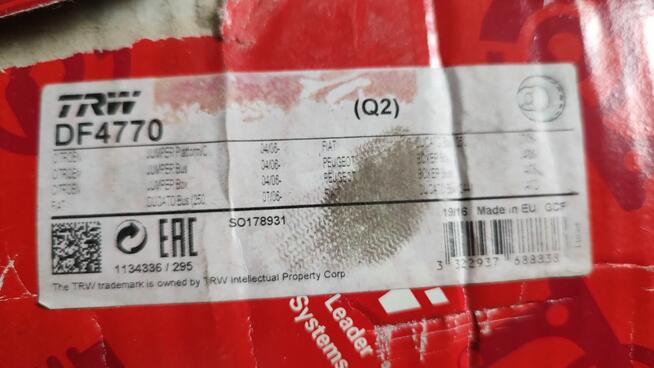 TRW
(Q2)
DF4770
CITROEN JUMPER Platform/C 04/06- FIAT
CITROEN JUMPER Bus 04/06- PEUGEOT BOXER
CITROEN JUMPER Box 04/06- PEUGEOT BOXER
FIAT DUCATO Bus (250 07/06-
SO178931
19/16 Made in EU GCF
EAC
1134336 / 295
3 322937 688838
The TRW trademark is owned by TRW Intellectual Property Corp
Leader
Systems